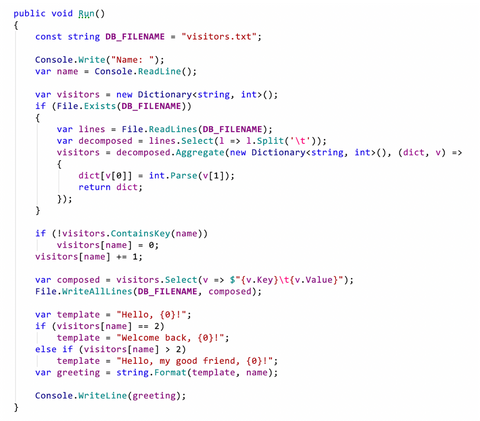 public void Run()
{
    const string DB_FILENAME = "visitors.txt";

    Console.Write("Name: ");
    var name = Console.ReadLine();

    var visitors = new Dictionary<string, int>();
    if (File.Exists(DB_FILENAME))
    {
        var lines = File.ReadLines(DB_FILENAME);
        var decomposed = lines.Select(l => l.Split('\t'));
        visitors = decomposed.Aggregate(new Dictionary<string, int>(), (dict, v) =>
        {
            dict[v[0]] = int.Parse(v[1]);
            return dict;
        });
    }

    if (!visitors.ContainsKey(name))
        visitors[name] = 0;
    visitors[name] += 1;

    var composed = visitors.Select(v => $"{v.Key}\t{v.Value}");
    File.WriteAllLines(DB_FILENAME, composed);

    var template = "Hello, {0}!";
    if (visitors[name] == 2)
        template = "Welcome back, {0}!";
    else if (visitors[name] > 2)
        template = "Hello, my good friend, {0}!";
    var greeting = string.Format(template, name);

    Console.WriteLine(greeting);
}